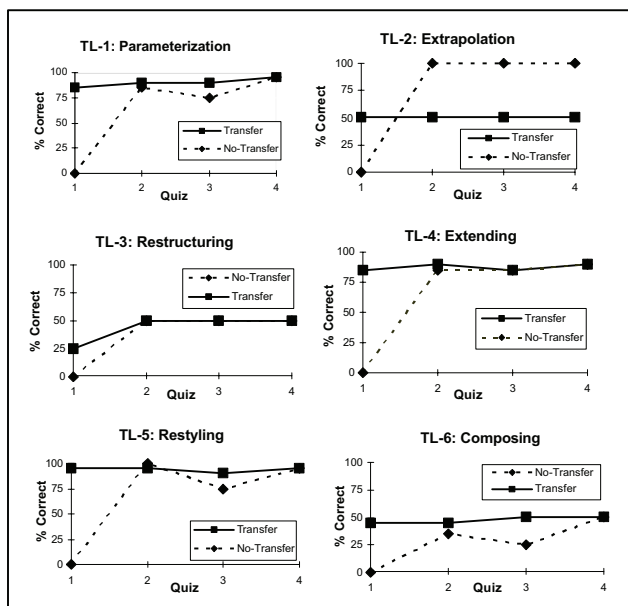 TL-1: Parameterization
100
75
50
25
0
% Correct
Transfer
No-Transfer
1 2 3 4
Quiz
TL-2: Extrapolation
100
75
50
25
0
% Correct
Transfer
No-Transfer
1 2 3 4
Quiz
TL-3: Restructuring
100
75
50
25
0
% Correct
No-Transfer
Transfer
1 2 3 4
Quiz
TL-4: Extending
100
75
50
25
0
% Correct
Transfer
No-Transfer
1 2 3 4
Quiz
TL-5: Restyling
100
75
50
25
0
% Correct
Transfer
No-Transfer
1 2 3 4
Quiz
TL-6: Composing
100
75
50
25
0
% Correct
No-Transfer
Transfer
1 2 3 4
Quiz